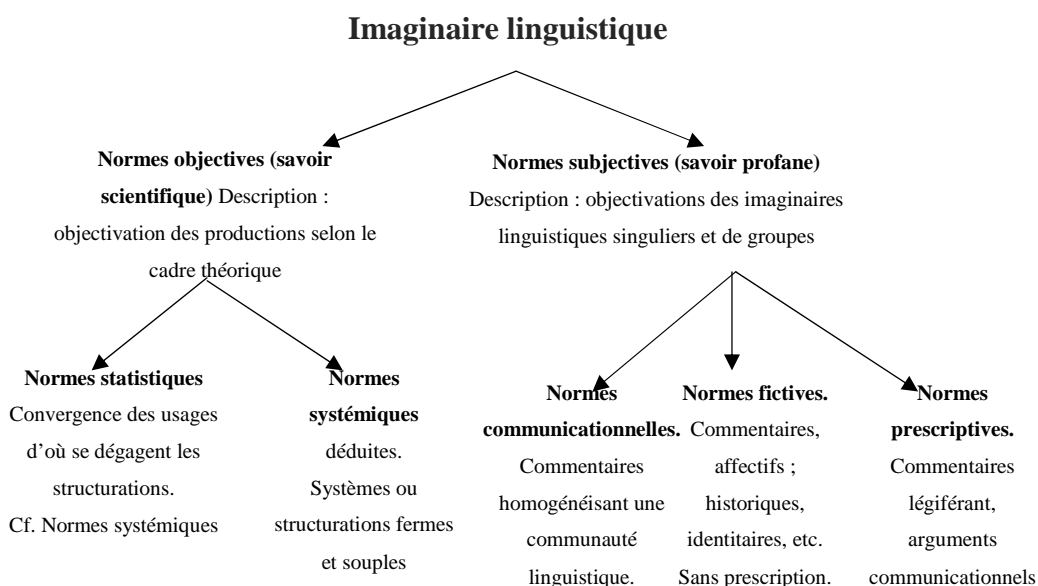 Imaginaire linguistique
Normes objectives (savoir
scientifique) Description :
objectivation des productions selon le
cadre théorique
Normes subjectives (savoir profane)
Description : objectivations des imaginaires
linguistiques singuliers et de groupes
Normes statistiques
Convergence des usages
d’où se dégagent les
structurations.
Cf. Normes systémiques
Normes
systémiques
déduites.
Systèmes ou
structurations fermes
et souples
Normes
communicationnelles.
Commentaires
homogénéisant une
communauté
linguistique.
Normes fictives.
Commentaires,
affectifs ;
historiques,
identitaires, etc.
Sans prescription.
Normes
prescriptives.
Commentaires
légiférant,
arguments
communicationnels